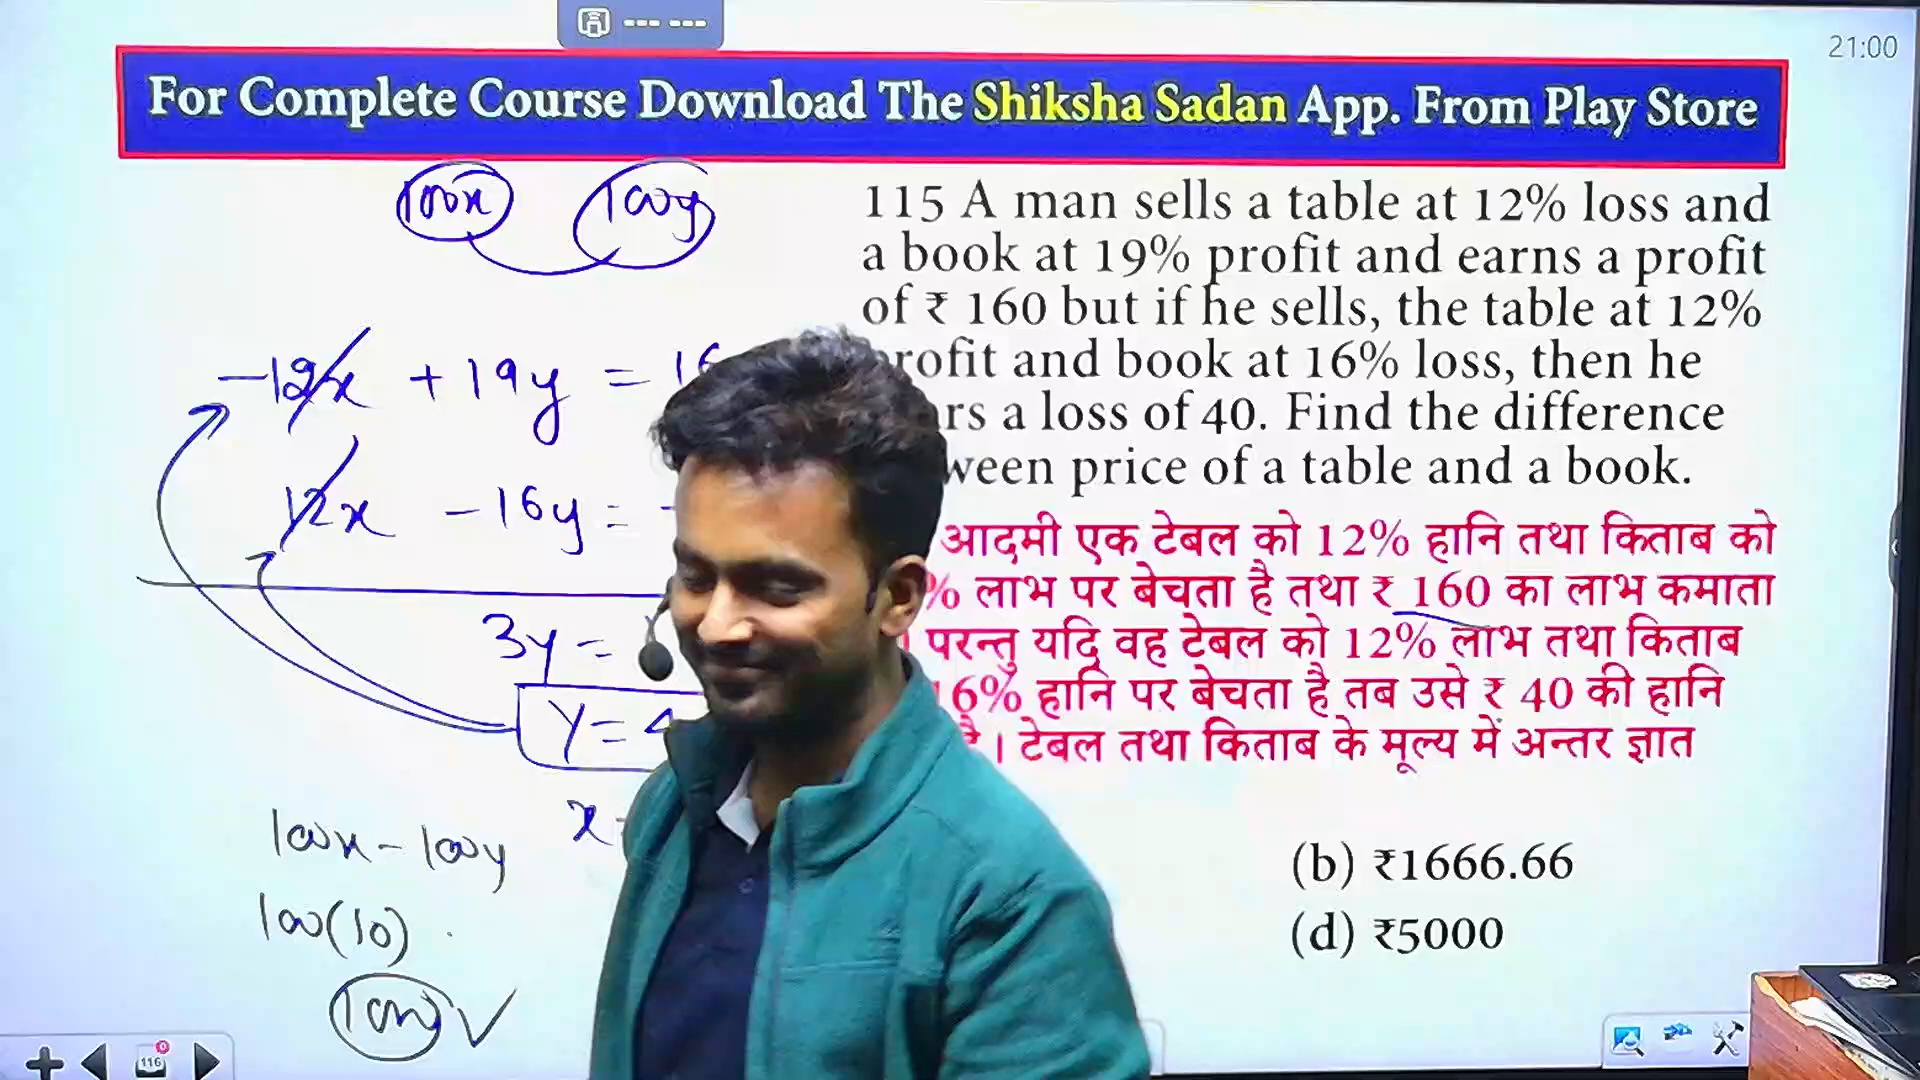 --- ---
21:00
For Complete Course Download The Shiksha Sadan App. From Play Store
100x 100y
115 A man sells a table at 12% loss and
a book at 19% profit and earns a profit
of ₹ 160 but if he sells, the table at 12%
rofit and book at 16% loss, then he
rs a loss of 40. Find the difference
ween price of a table and a book.
आदमी एक टेबल को 12% हानि तथा किताब को
% लाभ पर बेचता है तथा ₹ 160 का लाभ कमाता
। परन्तु यदि वह टेबल को 12% लाभ तथा किताब
16% हानि पर बेचता है तब उसे ₹ 40 की हानि
है। टेबल तथा किताब के मूल्य में अन्तर ज्ञात
(b) ₹1666.66
(d) ₹5000
-12x + 19y = 16
12x - 16y = -
3y =
y = 4
x
100x - 100y
100(10)
1000
116
0